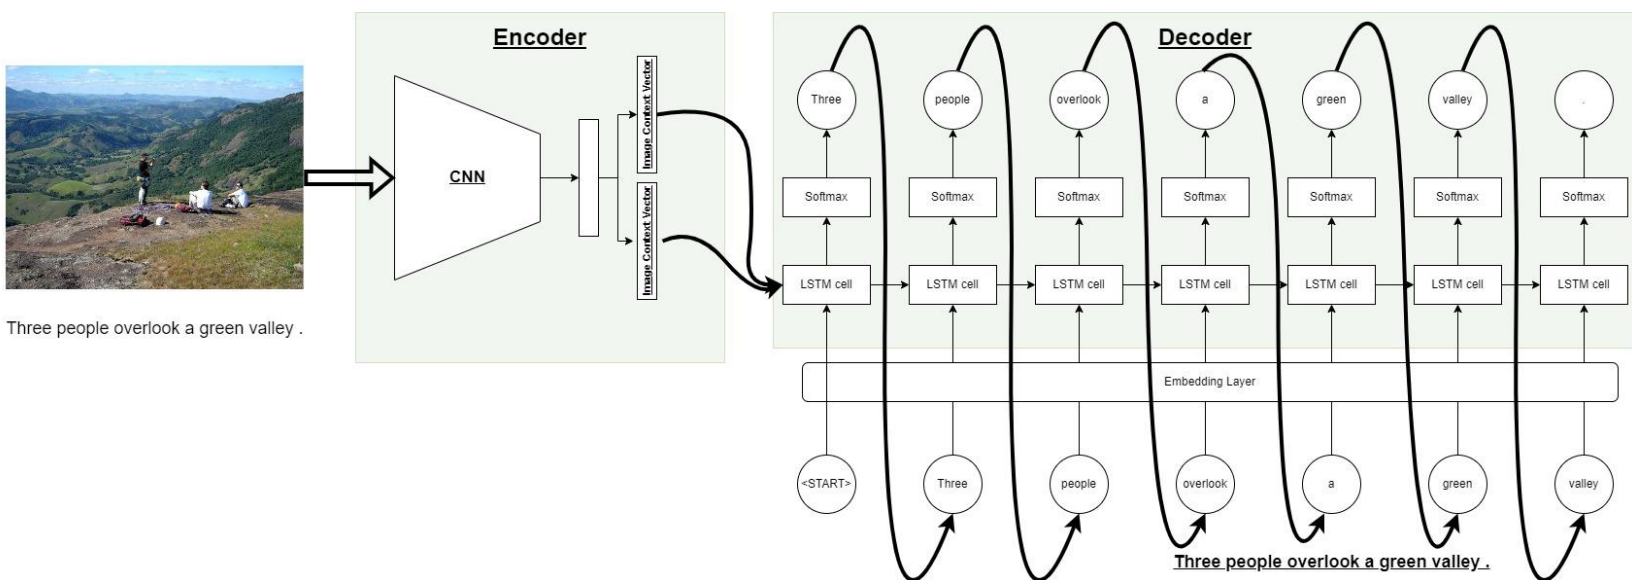 Encoder
Decoder
Three people overlook a green valley .
CNN
Image Context Vector
Image Context Vector
Three
people
overlook
a
green
valley
.
Softmax
Softmax
Softmax
Softmax
Softmax
Softmax
Softmax
LSTM cell
LSTM cell
LSTM cell
LSTM cell
LSTM cell
LSTM cell
LSTM cell
Embedding Layer
<START>
Three
people
overlook
a
green
valley
Three people overlook a green valley .